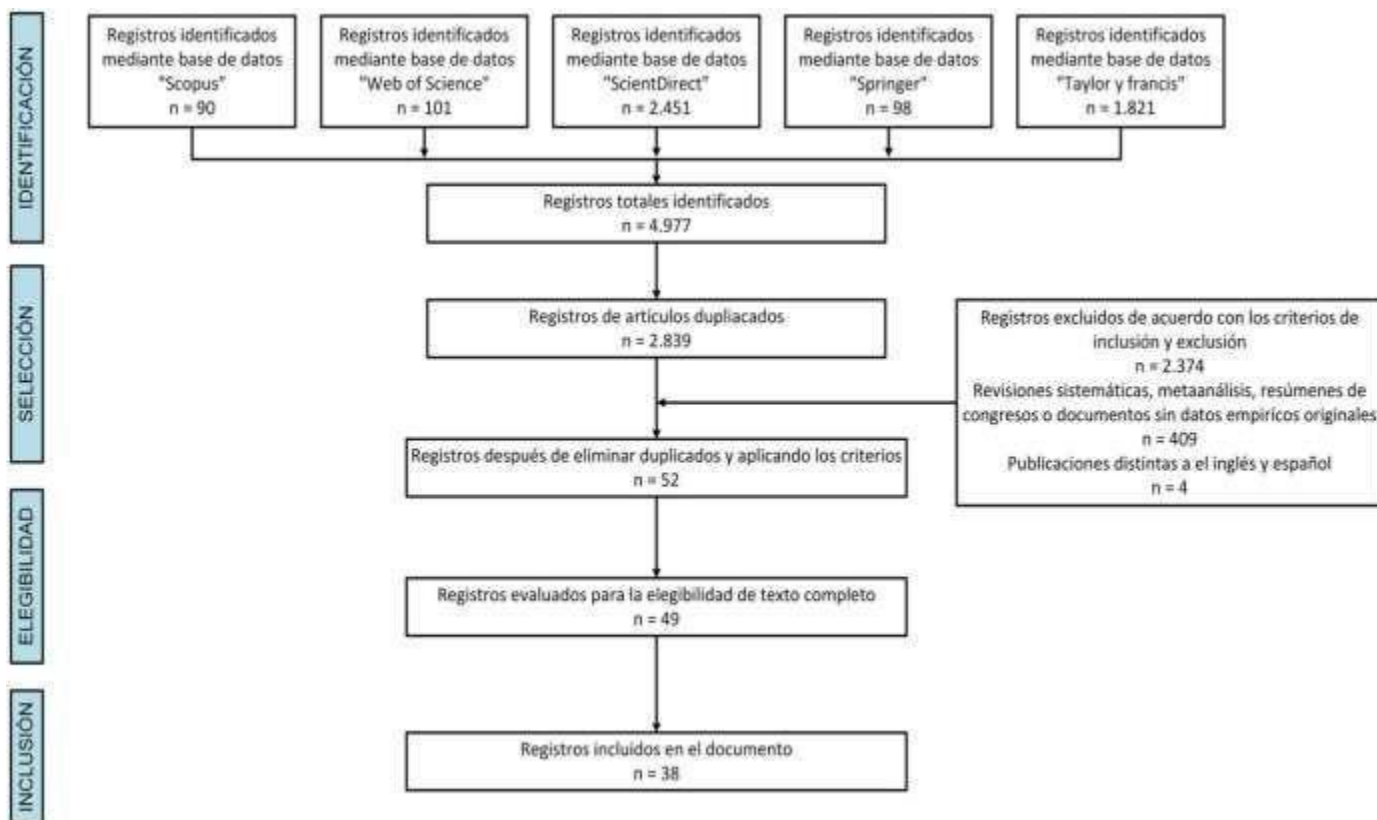 IDENTIFICACIÓN
Registros identificados
mediante base de datos
"Scopus"
n = 90
Registros identificados
mediante base de datos
"Web of Science"
n = 101
Registros identificados
mediante base de datos
"ScientDirect"
n = 2.451
Registros identificados
mediante base de datos
"Springer"
n = 98
Registros identificados
mediante base de datos
"Taylor y francis"
n = 1.821
Registros totales identificados
n = 4.977
SELECCIÓN
Registros de artículos dupliacados
n = 2.839
Registros excluidos de acuerdo con los criterios de
inclusión y exclusión
n = 2.374
Revisiones sistemáticas, metaanálisis, resúmenes de
congresos o documentos sin datos empíricos originales
n = 409
Publicaciones distintas a el inglés y español
n = 4
Registros después de eliminar duplicados y aplicando los criterios
n = 52
ELEGIBILIDAD
Registros evaluados para la elegibilidad de texto completo
n = 49
INCLUSIÓN
Registros incluidos en el documento
n = 38